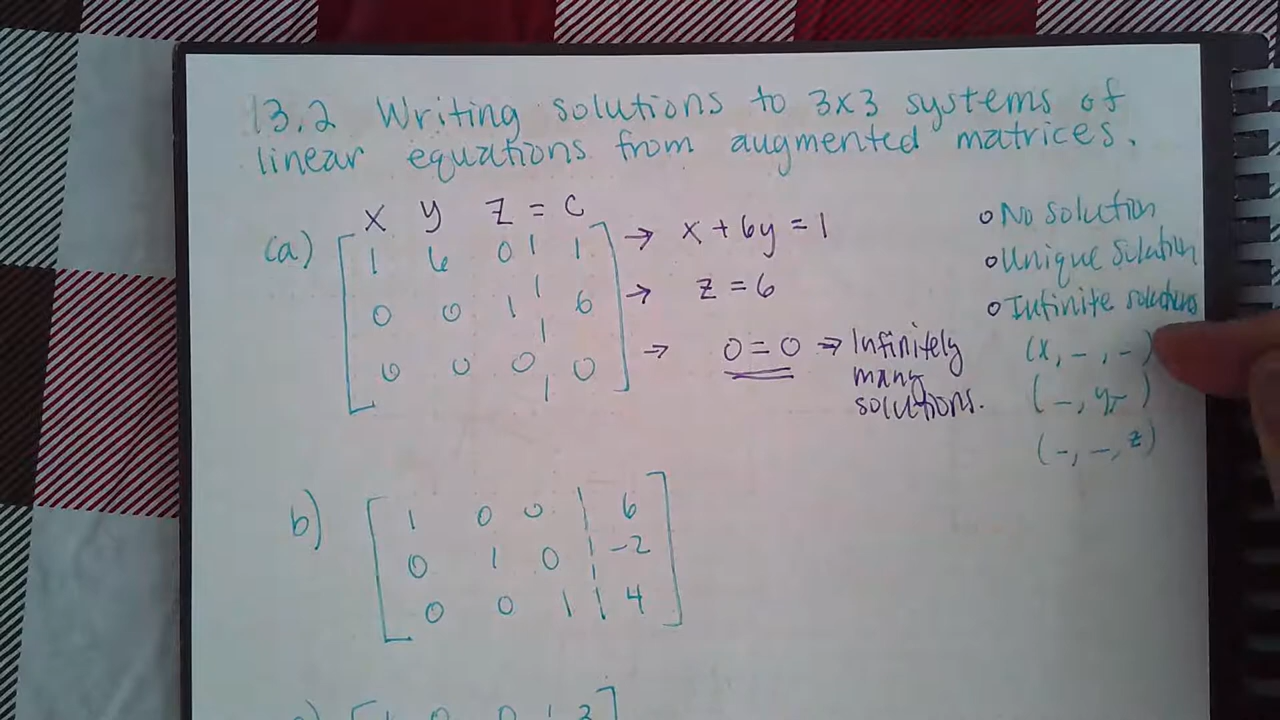 13.2 Writing solutions to 3x3 systems of
linear equations from augmented matrices.
x y z = c
(a) 1 6 0 | 1 → x + 6y = 1
0 0 1 | 6 → z = 6
0 0 0 | 0 → 0 = 0 → Infinitely
many
solutions.
o No solution
o Unique solution
o Infinite solutions
(x, -, -)
(-, y, -)
(-, -, z)
b) 1 0 0 | 6
0 1 0 | -2
0 0 1 | 4